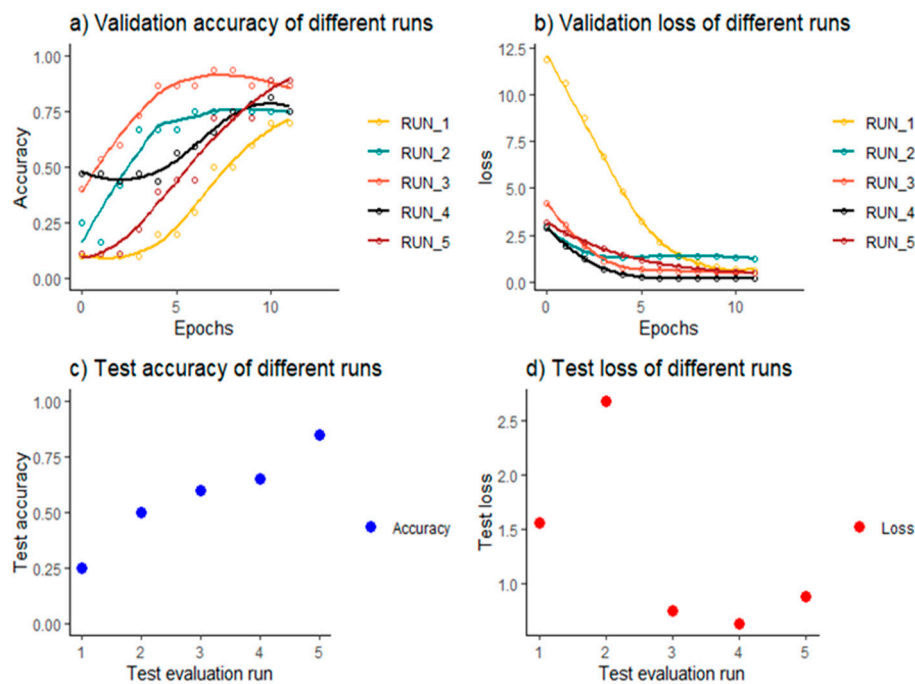 a) Validation accuracy of different runs
Accuracy
1.00
0.75
0.50
0.25
0.00
0
5
10
Epochs
RUN_1
RUN_2
RUN_3
RUN_4
RUN_5
b) Validation loss of different runs
loss
12.5
10.0
7.5
5.0
2.5
0.0
0
5
10
Epochs
RUN_1
RUN_2
RUN_3
RUN_4
RUN_5
c) Test accuracy of different runs
Test accuracy
1.00
0.75
0.50
0.25
0.00
1
2
3
4
5
Test evaluation run
Accuracy
d) Test loss of different runs
Test loss
2.5
2.0
1.5
1.0
1
2
3
4
5
Test evaluation run
Loss